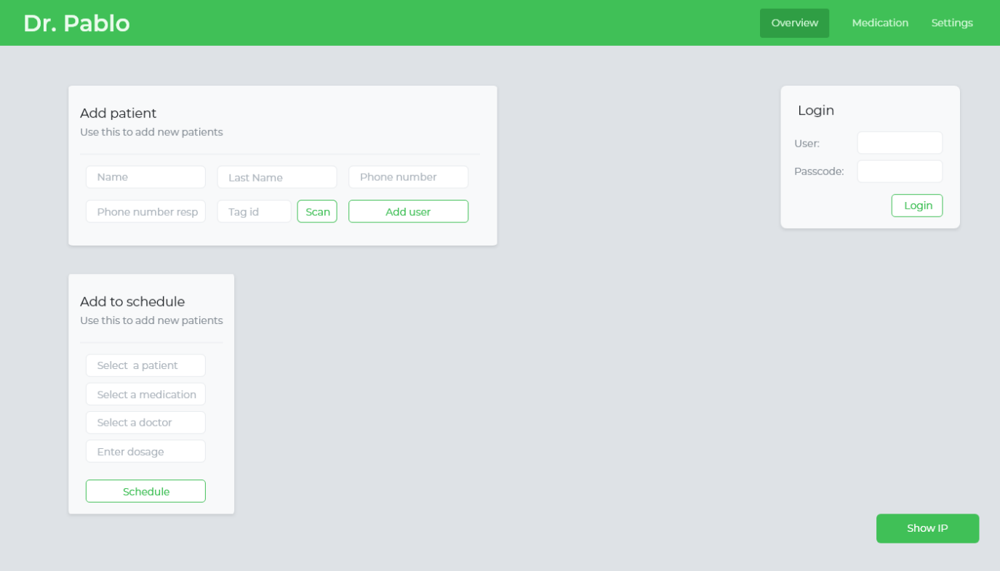 Dr. Pablo
Overview
Medication
Settings
Add patient
Use this to add new patients
Name
Last Name
Phone number
Phone number resp
Tag id
Scan
Add user
Login
User:
Passcode:
Login
Add to schedule
Use this to add new patients
Select a patient
Select a medication
Select a doctor
Enter dosage
Schedule
Show IP